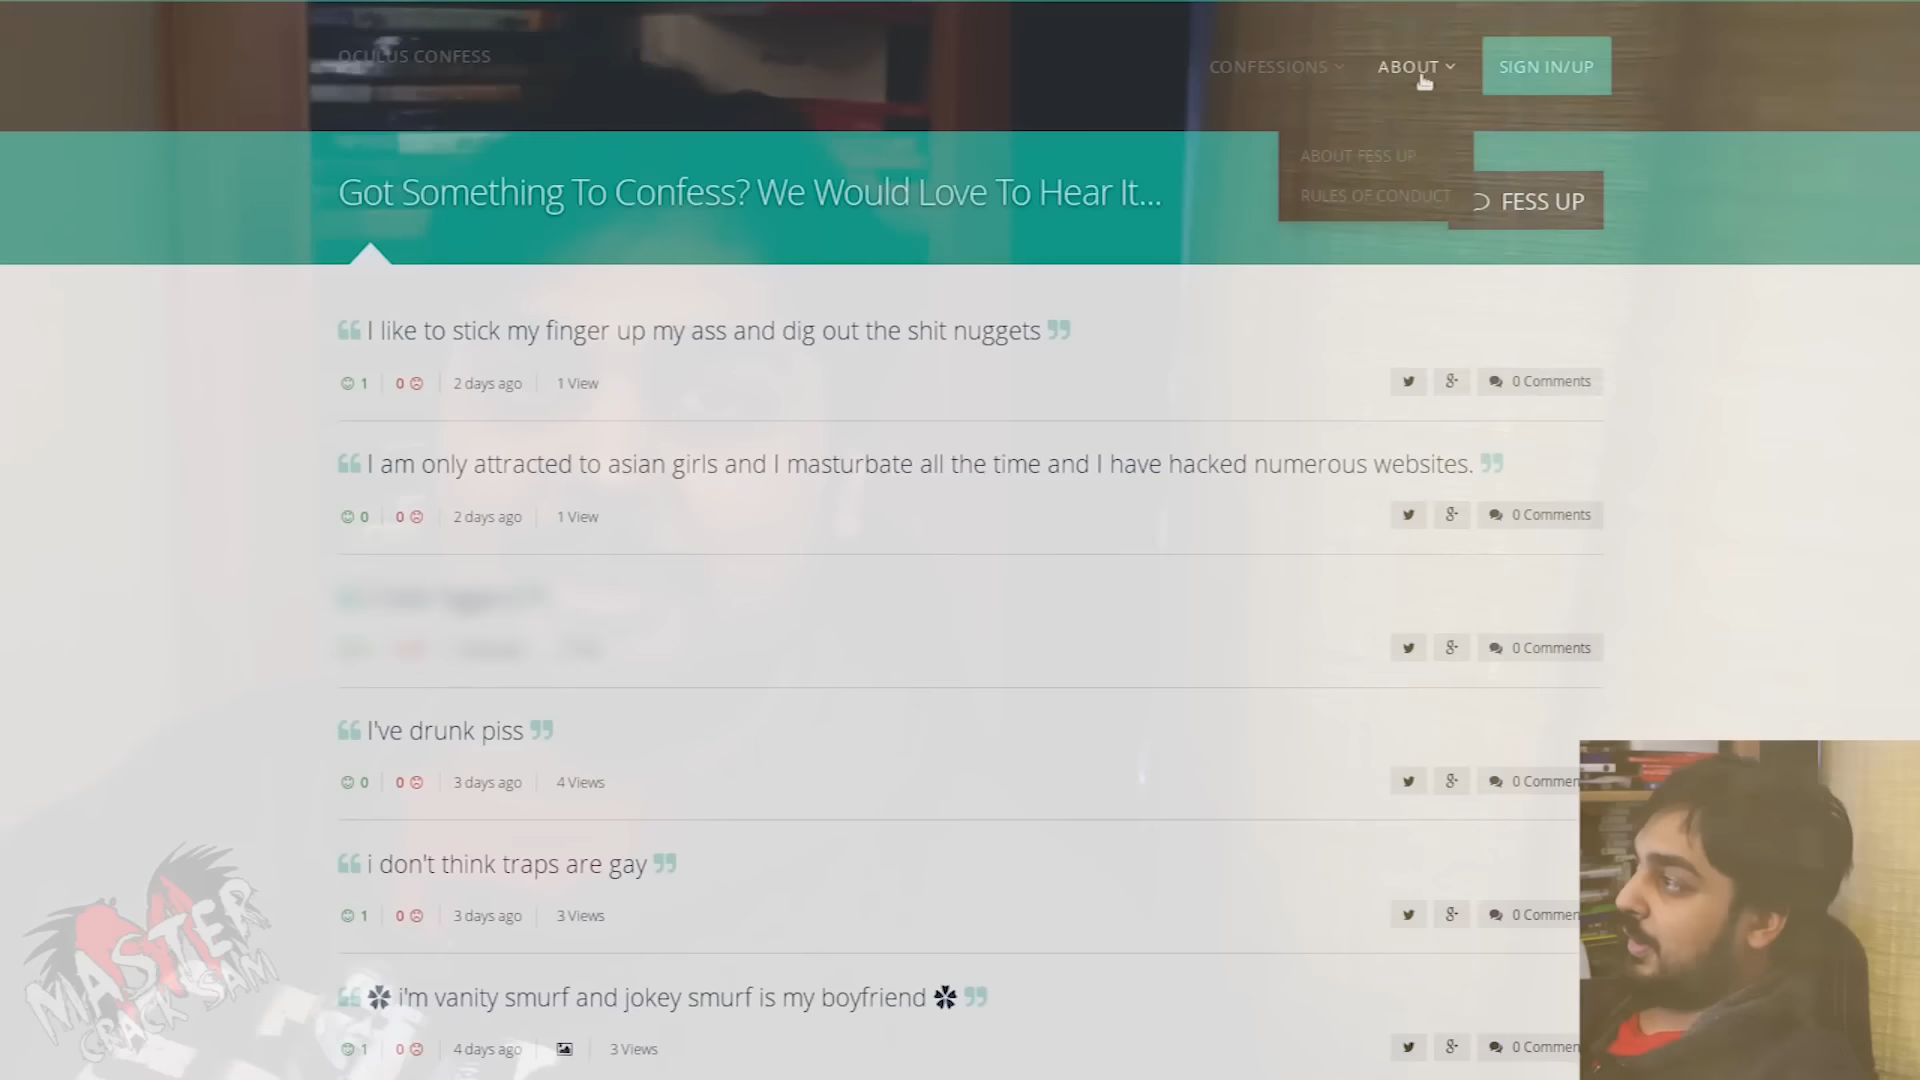 OCULUS CONFESS
CONFESSIONS
ABOUT
SIGN IN/UP
ABOUT FESS UP
RULES OF CONDUCT
Got Something To Confess? We Would Love To Hear It...
FESS UP
I like to stick my finger up my ass and dig out the shit nuggets
1 0 2 days ago 1 View 0 Comments
I am only attracted to asian girls and I masturbate all the time and I have hacked numerous websites.
0 0 2 days ago 1 View 0 Comments
0 Comments
I've drunk piss
0 0 3 days ago 4 Views 0 Commen
i don't think traps are gay
1 0 3 days ago 3 Views 0 Commen
i'm vanity smurf and jokey smurf is my boyfriend
1 0 4 days ago 3 Views 0 Commen
MASTER
CRACK SAM